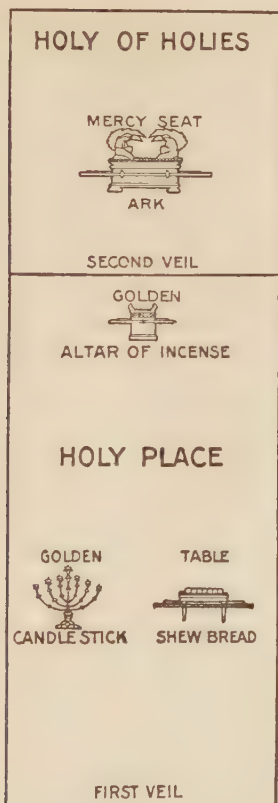 HOLY OF HOLIES
MERCY SEAT
ARK
SECOND VEIL
GOLDEN
ALTAR OF INCENSE
HOLY PLACE
GOLDEN TABLE
CANDLE STICK SHEW BREAD
FIRST VEIL